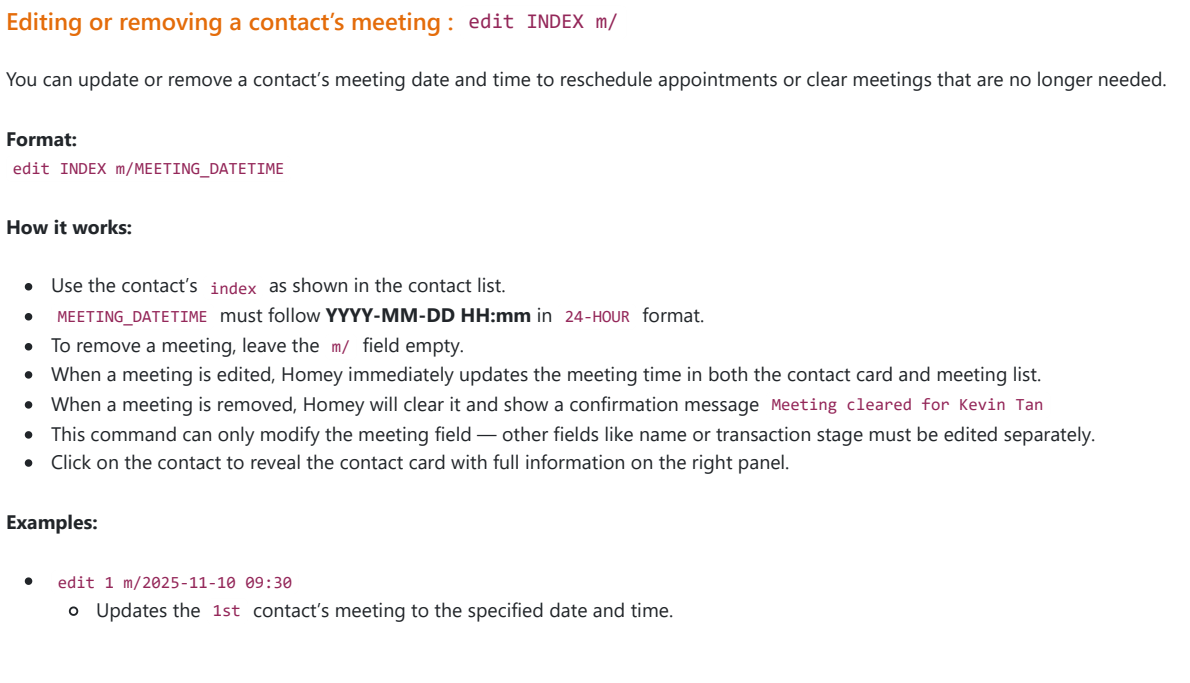 Editing or removing a contact’s meeting : edit INDEX m/
You can update or remove a contact’s meeting date and time to reschedule appointments or clear meetings that are no longer needed.
Format:
edit INDEX m/MEETING_DATETIME
How it works:
Use the contact’s index as shown in the contact list.
MEETING_DATETIME must follow YYYY-MM-DD HH:mm in 24-HOUR format.
To remove a meeting, leave the m/ field empty.
When a meeting is edited, Homey immediately updates the meeting time in both the contact card and meeting list.
When a meeting is removed, Homey will clear it and show a confirmation message Meeting cleared for Kevin Tan
This command can only modify the meeting field — other fields like name or transaction stage must be edited separately.
Click on the contact to reveal the contact card with full information on the right panel.
Examples:
edit 1 m/2025-11-10 09:30
Updates the 1st contact’s meeting to the specified date and time.